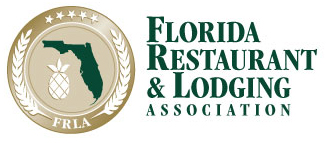 FRLA
FLORIDA
RESTAURANT
& LODGING
ASSOCIATION